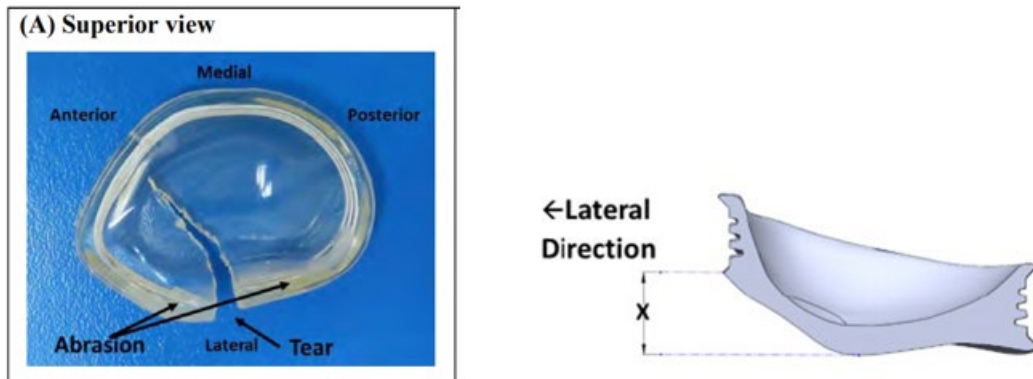 (A) Superior view
Medial
Anterior
Posterior
Abrasion
Lateral
Tear
←Lateral
Direction
X